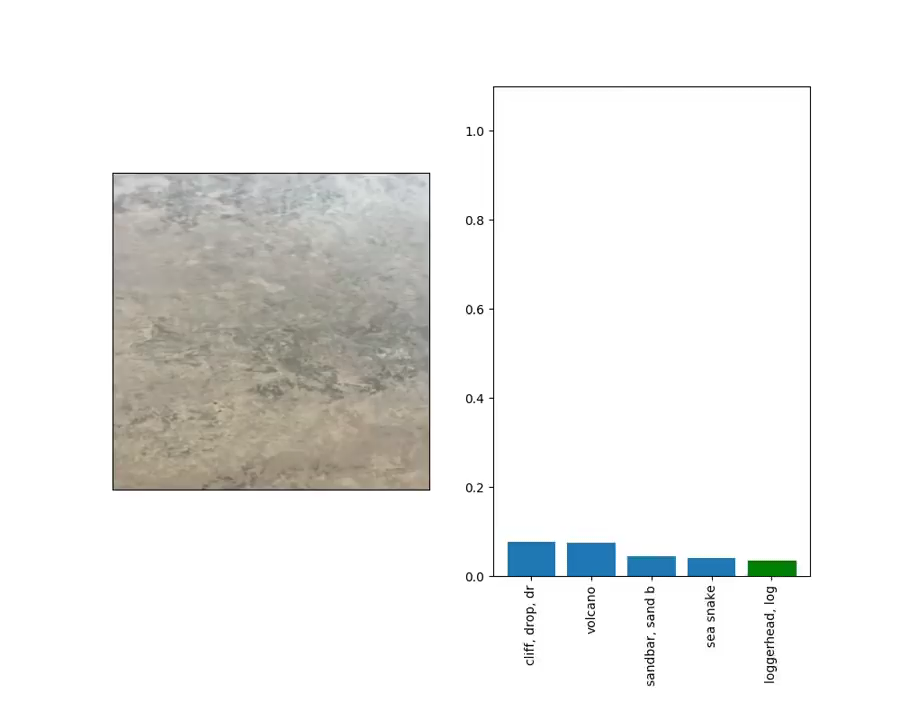 1.0
0.8
0.6
0.4
0.2
0.0
cliff, drop, dr
volcano
sandbar, sand b
sea snake
loggerhead, log